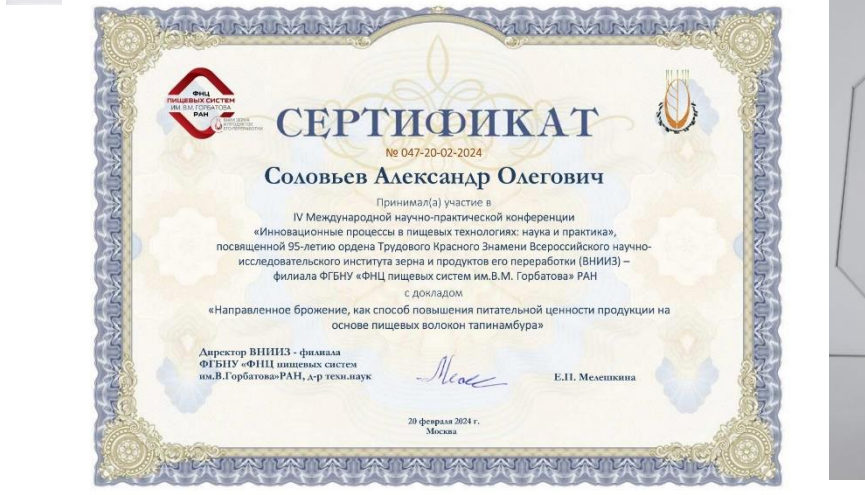 ФНЦ
ПИЩЕВЫХ СИСТЕМ
ИМ. В.М. ГОРБАТОВА
РАН
СЕРТИФИКАТ
№ 047-20-02-2024
Соловьев Александр Олегович
Принимал(а) участие в
IV Международной научно-практической конференции
«Инновационные процессы в пищевых технологиях: наука и практика»,
посвященной 95-летию ордена Трудового Красного Знамени Всероссийского научно-
исследовательского института зерна и продуктов его переработки (ВНИИЗ) –
филиала ФГБНУ «ФНЦ пищевых систем им.В.М. Горбатова» РАН
с докладом
«Направленное брожение, как способ повышения питательной ценности продукции на
основе пищевых волокон тапинамбура»
Директор ВНИИЗ - филиала
ФГБНУ «ФНЦ пищевых систем
им.В.Горбатова»РАН, д-р техн.наук
Е.П. Мелешкина
20 февраля 2024 г.
Москва